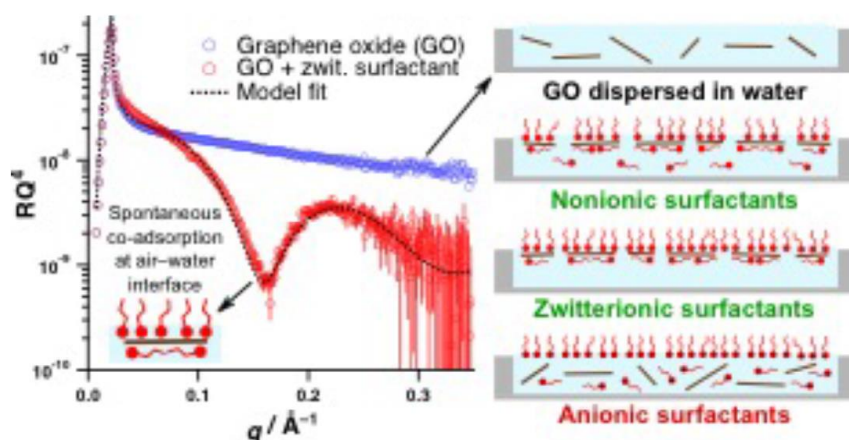 10⁻⁷
10⁻⁸
10⁻⁹
10⁻¹⁰
RQ⁴
Graphene oxide (GO)
GO + zwit. surfactant
Model fit
Spontaneous
co-adsorption
at air–water
interface
0.0
0.1
0.2
0.3
q / Å⁻¹
GO dispersed in water
Nonionic surfactants
Zwitterionic surfactants
Anionic surfactants